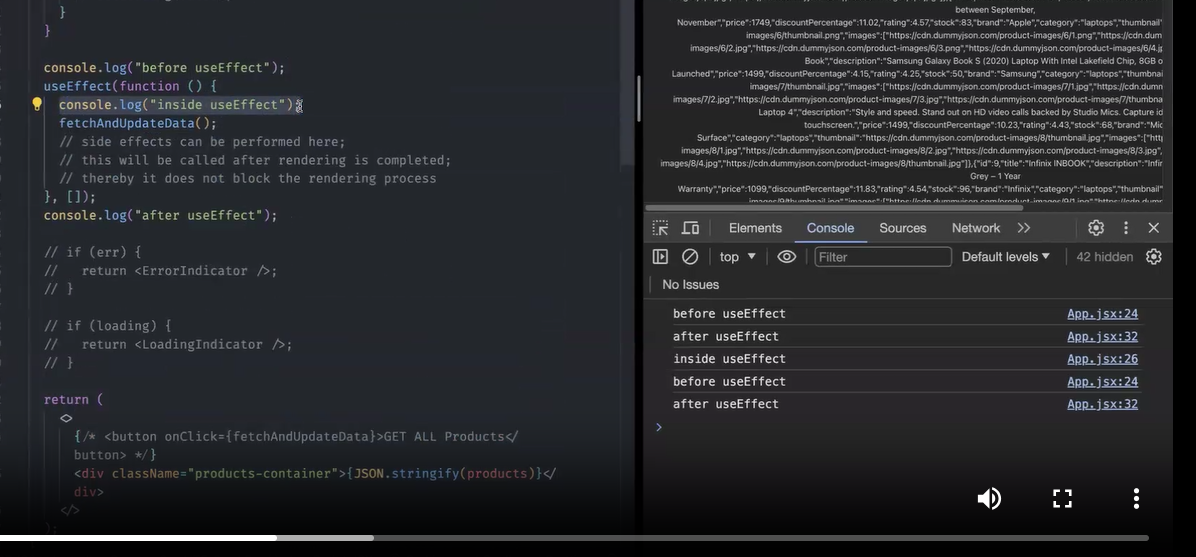 }
}
console.log("before useEffect");
useEffect(function () {
console.log("inside useEffect");
fetchAndUpdateData();
// side effects can be performed here;
// this will be called after rendering is completed;
// thereby it does not block the rendering process
}, []);
console.log("after useEffect");
// if (err) {
//   return <ErrorIndicator />;
// }
// if (loading) {
//   return <LoadingIndicator />;
// }
return (
<>
{/* <button onClick={fetchAndUpdateData}>GET ALL Products</
button> */}
<div className="products-container">{JSON.stringify(products)}</
div>
</>
between September,
November","price":1749,"discountPercentage":11.02,"rating":4.57,"stock":83,"brand":"Apple","category":"laptops","thumbnail
images/6/thumbnail.png","images":["https://cdn.dummyjson.com/product-images/6/1.png","https://cdn.dum
images/6/2.jpg","https://cdn.dummyjson.com/product-images/6/3.png","https://cdn.dummyjson.com/product-images/6/4.j
Book","description":"Samsung Galaxy Book S (2020) Laptop With Intel Lakefield Chip, 8GB o
Launched","price":1499,"discountPercentage":4.15,"rating":4.25,"stock":50,"brand":"Samsung","category":"laptops","thumbnail
images/7/thumbnail.jpg","images":["https://cdn.dummyjson.com/product-images/7/1.jpg","https://cdn.dum
images/7/2.jpg","https://cdn.dummyjson.com/product-images/7/3.jpg","https://cdn.dummyjson.com/product-images/7/t
Laptop 4","description":"Style and speed. Stand out on HD video calls backed by Studio Mics. Capture id
touchscreen.","price":1499,"discountPercentage":10.23,"rating":4.43,"stock":68,"brand":"Mic
Surface","category":"laptops","thumbnail":"https://cdn.dummyjson.com/product-images/8/thumbnail.jpg","images":["htt
images/8/1.jpg","https://cdn.dummyjson.com/product-images/8/2.jpg","https://cdn.dummyjson.com/product-images/8/3.jpg",
images/8/4.jpg","https://cdn.dummyjson.com/product-images/8/thumbnail.jpg"]},{"id":9,"title":"Infinix INBOOK","description":"Infir
Grey – 1 Year
Warranty","price":1099,"discountPercentage":11.83,"rating":4.54,"stock":96,"brand":"Infinix","category":"laptops","thumbnail
Elements Console Sources Network
top Filter Default levels 42 hidden
No Issues
before useEffect App.jsx:24
after useEffect App.jsx:32
inside useEffect App.jsx:26
before useEffect App.jsx:24
after useEffect App.jsx:32